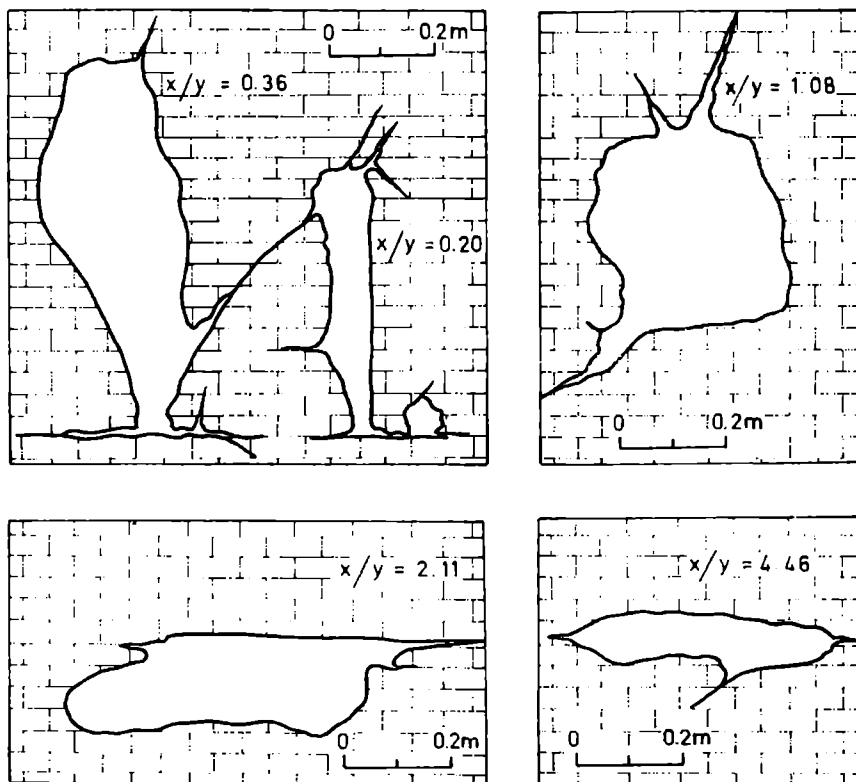 0 0.2m
x/y = 0.36
x/y = 0.20
x/y = 1.08
0 0.2m
x/y = 2.11
0 0.2m
x/y = 4.46
0 0.2m